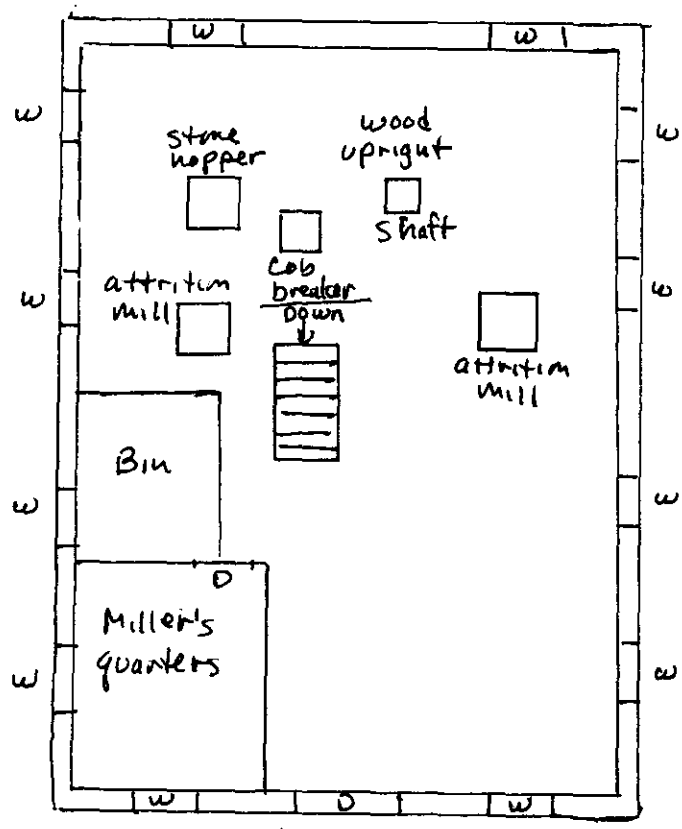 W W
W
W
stone
hopper
wood
upright
shaft
Cob
breaker
Down
attrition
mill
W
W
attrition
mill
Bin
W
W
D
Miller's
quarters
W
W
W D W